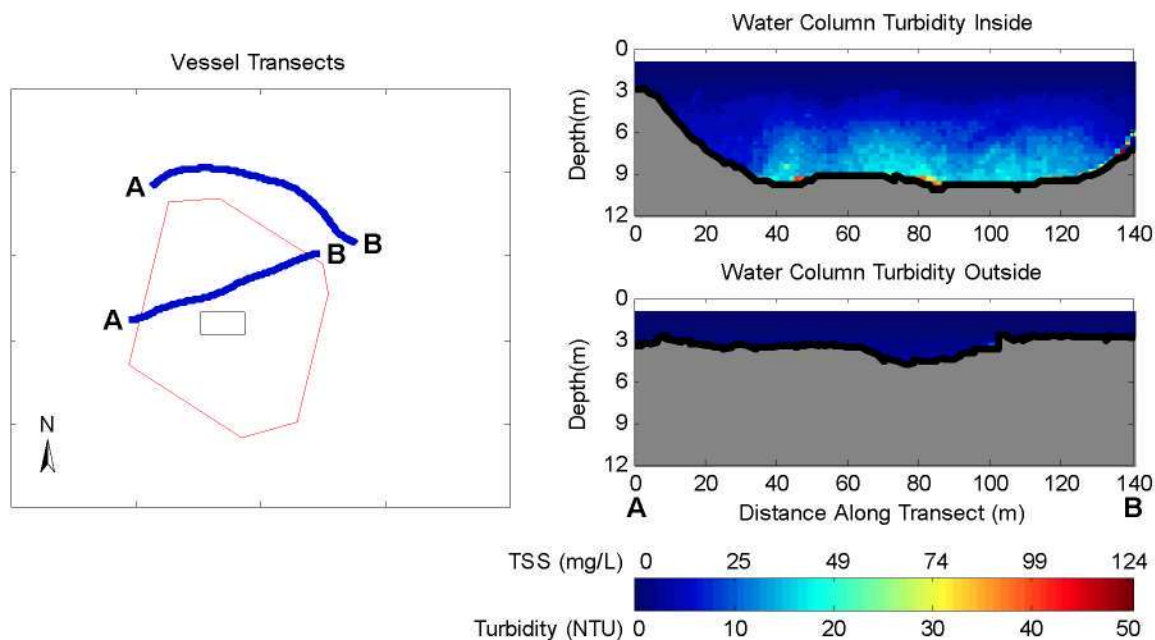 Vessel Transects
A
B
B
A
N
Water Column Turbidity Inside
0
3
6
9
12
Depth(m)
0 20 40 60 80 100 120 140
Water Column Turbidity Outside
0
3
6
9
12
Depth(m)
0 20 40 60 80 100 120 140
A Distance Along Transect (m) B
TSS (mg/L) 0 25 49 74 99 124
Turbidity (NTU) 0 10 20 30 40 50